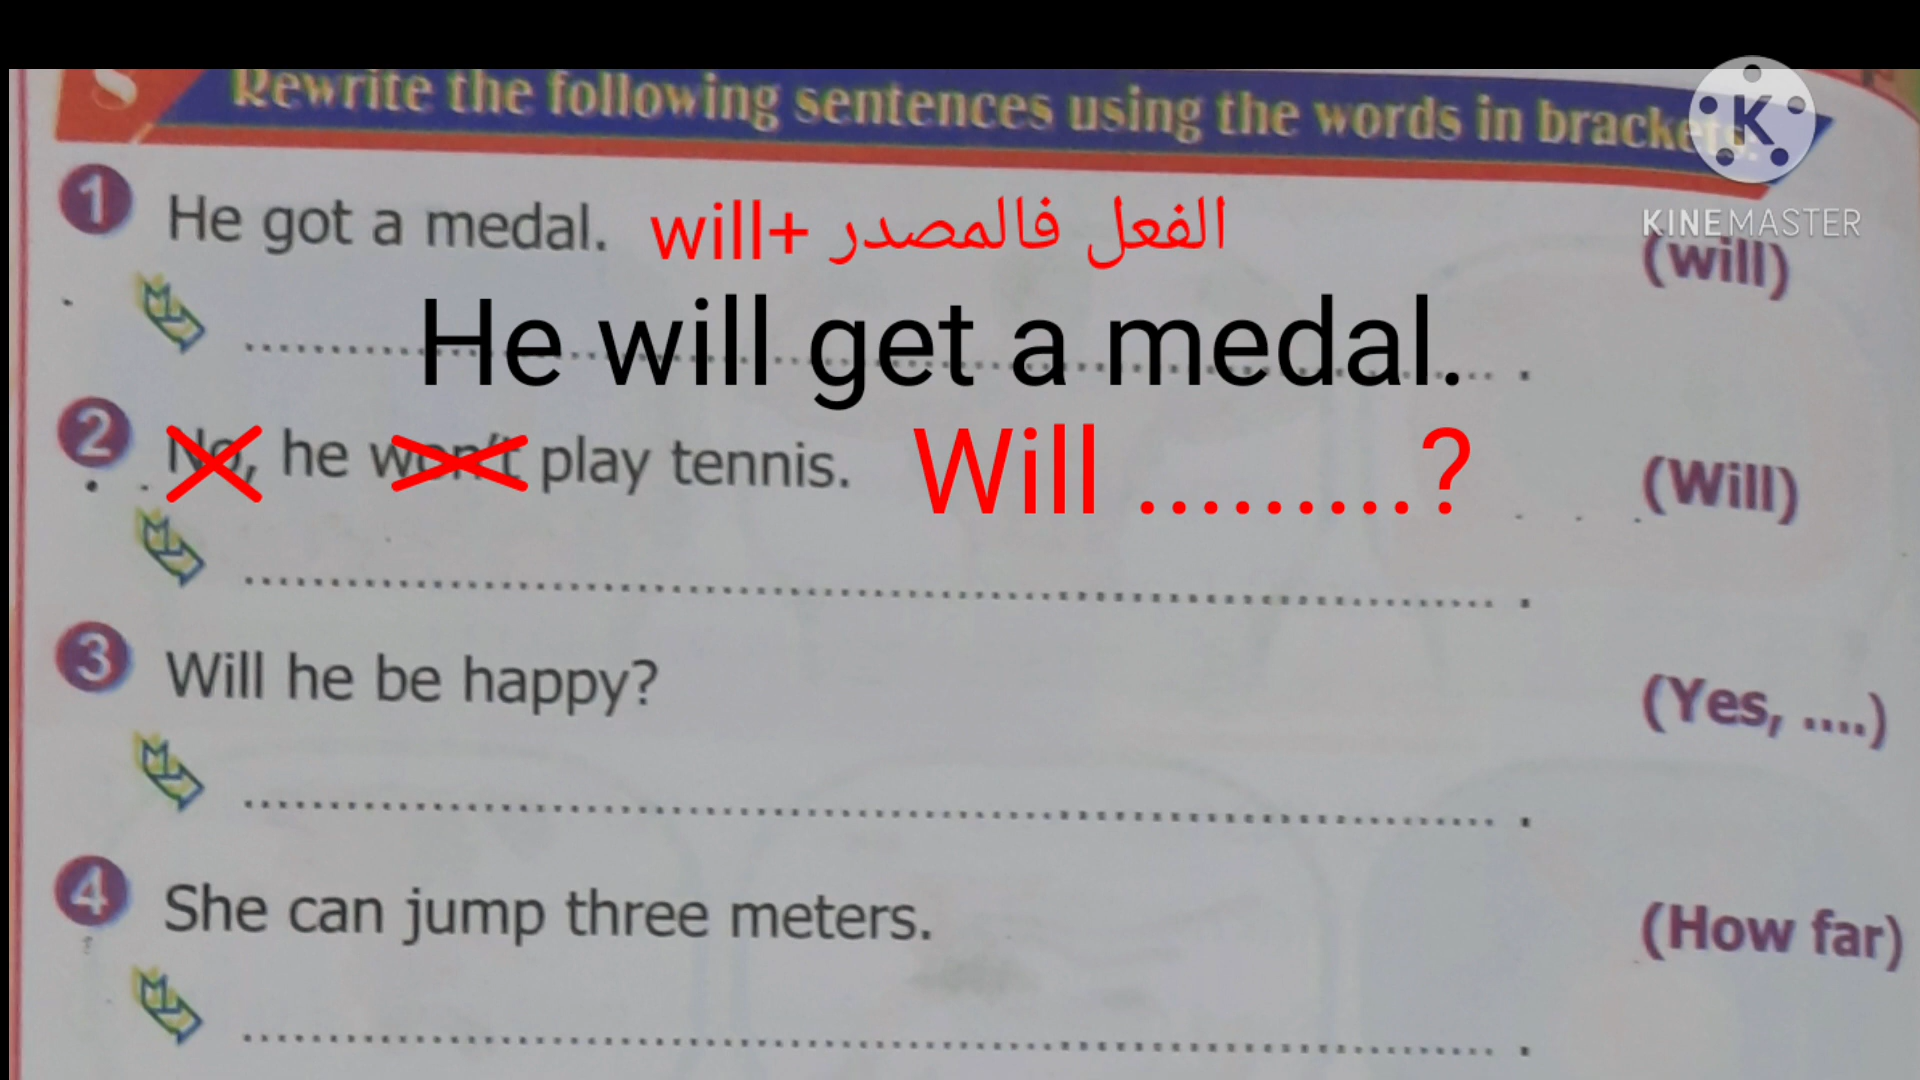 8 Rewrite the following sentences using the words in brackets.
K
KINEMASTER
1 He got a medal. will+ الفعل فالمصدر (will)
He will get a medal. .
2 No, he won't play tennis. Will .........? (Will)
3 Will he be happy? (Yes, ....)
4 She can jump three meters. (How far)